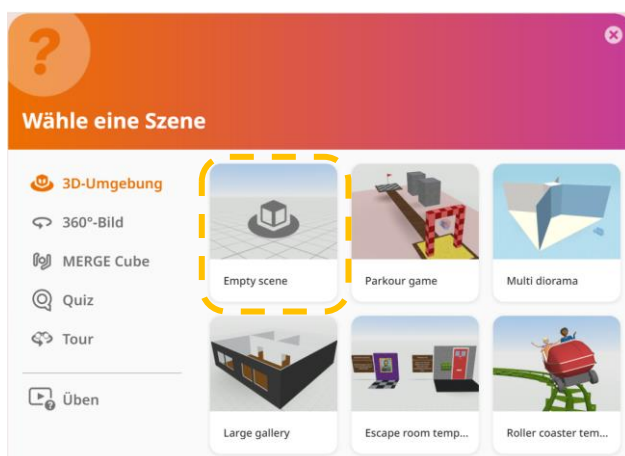 ?
Wähle eine Szene
3D-Umgebung
360°-Bild
MERGE Cube
Quiz
Tour
Üben
Empty scene
Parkour game
Multi diorama
Large gallery
Escape room temp...
Roller coaster tem...